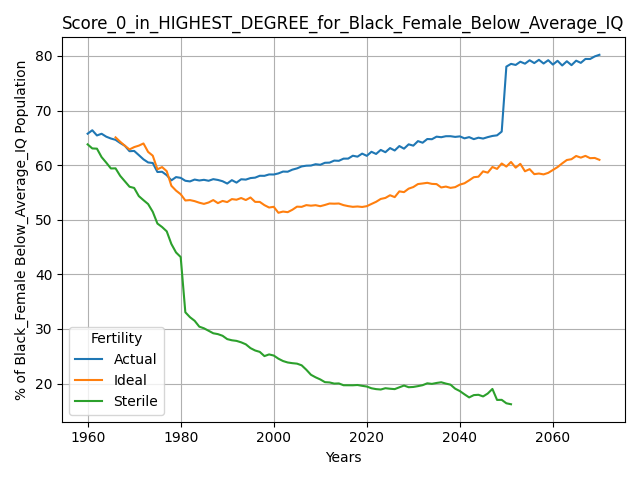 Score_0_in_HIGHEST_DEGREE_for_Black_Female_Below_Average_IQ
% of Black_Female Below_Average_IQ Population
80
70
60
50
40
30
20
Fertility
Actual
Ideal
Sterile
1960
1980
2000
2020
2040
2060
Years